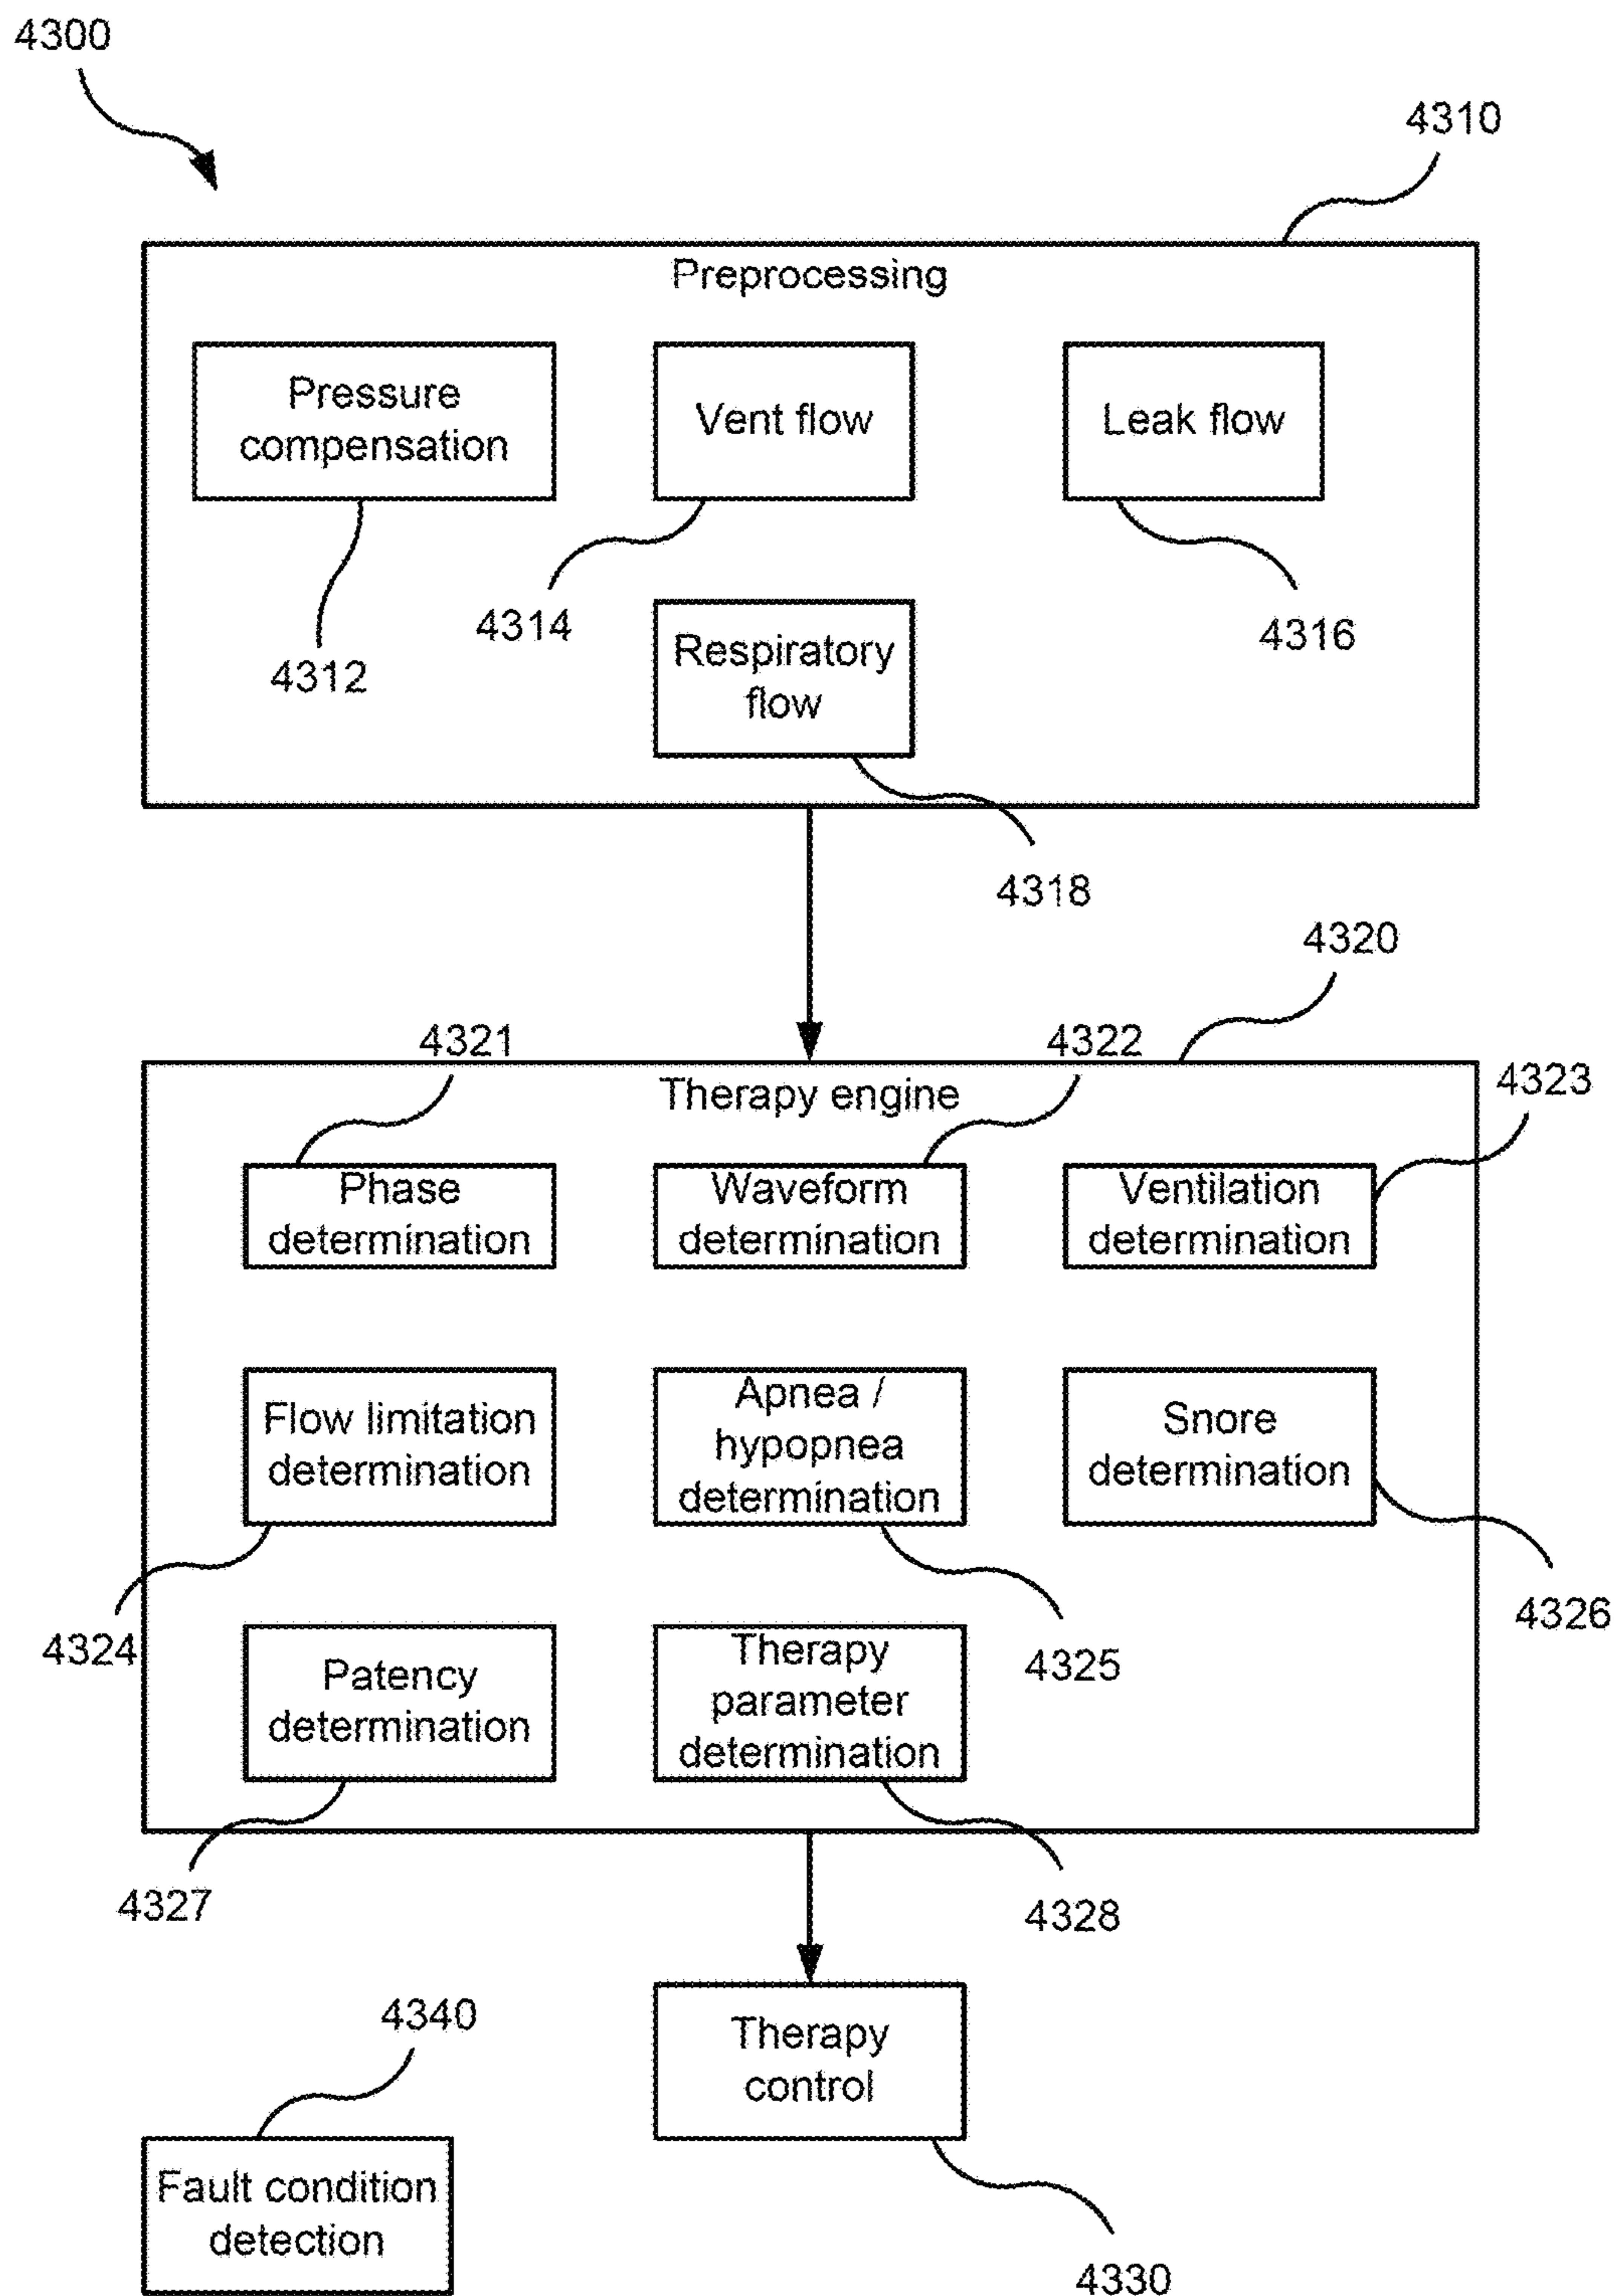 4300
4310
Preprocessing
Pressure
compensation
Vent flow
Leak flow
4312
4314
4316
Respiratory
flow
4318
4320
4321
4322
4323
Therapy engine
Phase
determination
Waveform
determination
Ventilation
determination
Flow limitation
determination
Apnea /
hypopnea
determination
Snore
determination
4324
4325
4326
Patency
determination
Therapy
parameter
determination
4327
4328
Therapy
control
4330
4340
Fault condition
detection